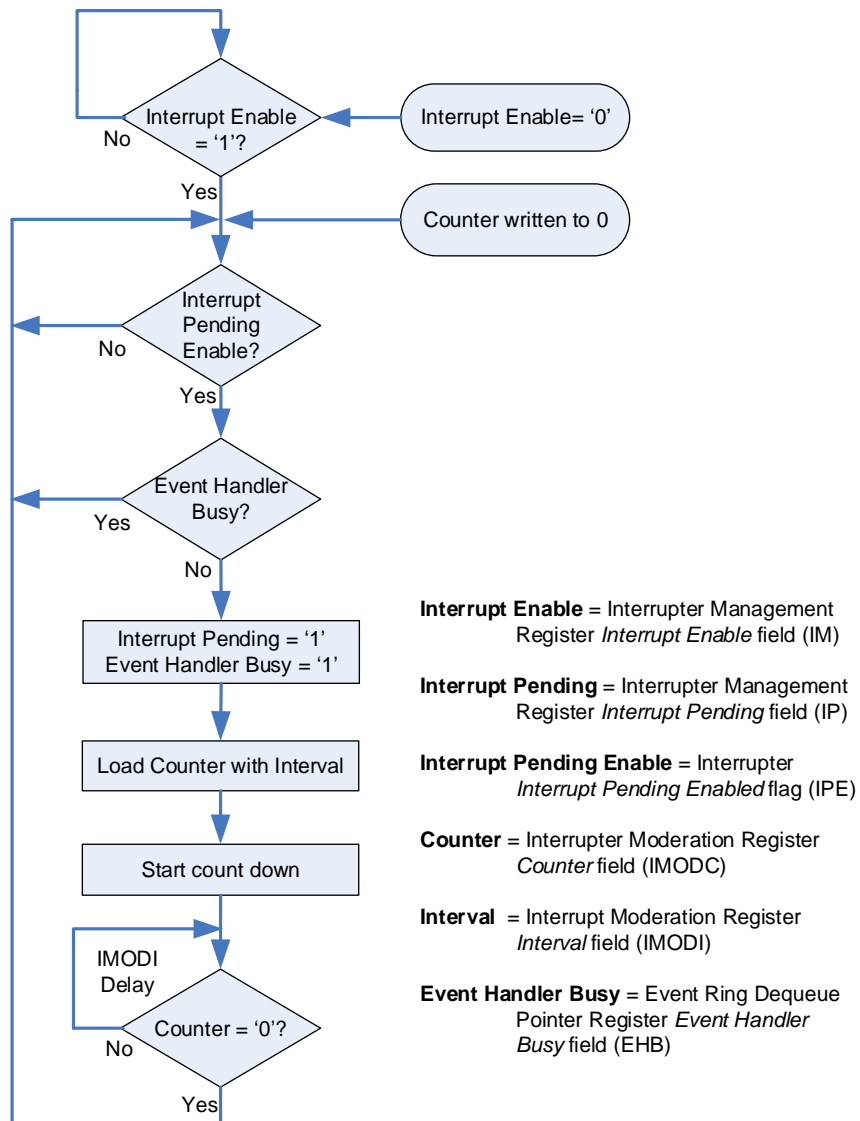 Interrupt Enable
= ‘1’?
No
Yes
Interrupt Enable= ‘0’
Counter written to 0
Interrupt
Pending
Enable?
No
Yes
Event Handler
Busy?
Yes
No
Interrupt Pending = ‘1’
Event Handler Busy = ‘1’
Load Counter with Interval
Start count down
IMODI
Delay
Counter = ‘0’?
No
Yes
Interrupt Enable = Interrupter Management
Register Interrupt Enable field (IM)
Interrupt Pending = Interrupter Management
Register Interrupt Pending field (IP)
Interrupt Pending Enable = Interrupter
Interrupt Pending Enabled flag (IPE)
Counter = Interrupter Moderation Register
Counter field (IMODC)
Interval = Interrupt Moderation Register
Interval field (IMODI)
Event Handler Busy = Event Ring Dequeue
Pointer Register Event Handler
Busy field (EHB)